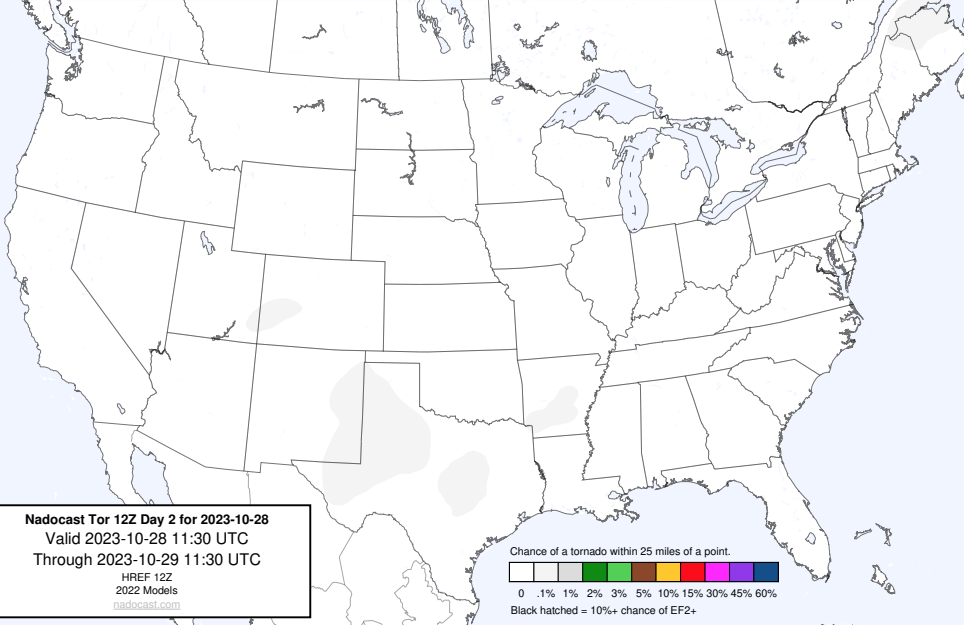 Nadocast Tor 12Z Day 2 for 2023-10-28
Valid 2023-10-28 11:30 UTC
Through 2023-10-29 11:30 UTC
HREF 12Z
2022 Models
nadocast.com
Chance of a tornado within 25 miles of a point.
0 .1% 1% 2% 3% 5% 10% 15% 30% 45% 60%
Black hatched = 10%+ chance of EF2+